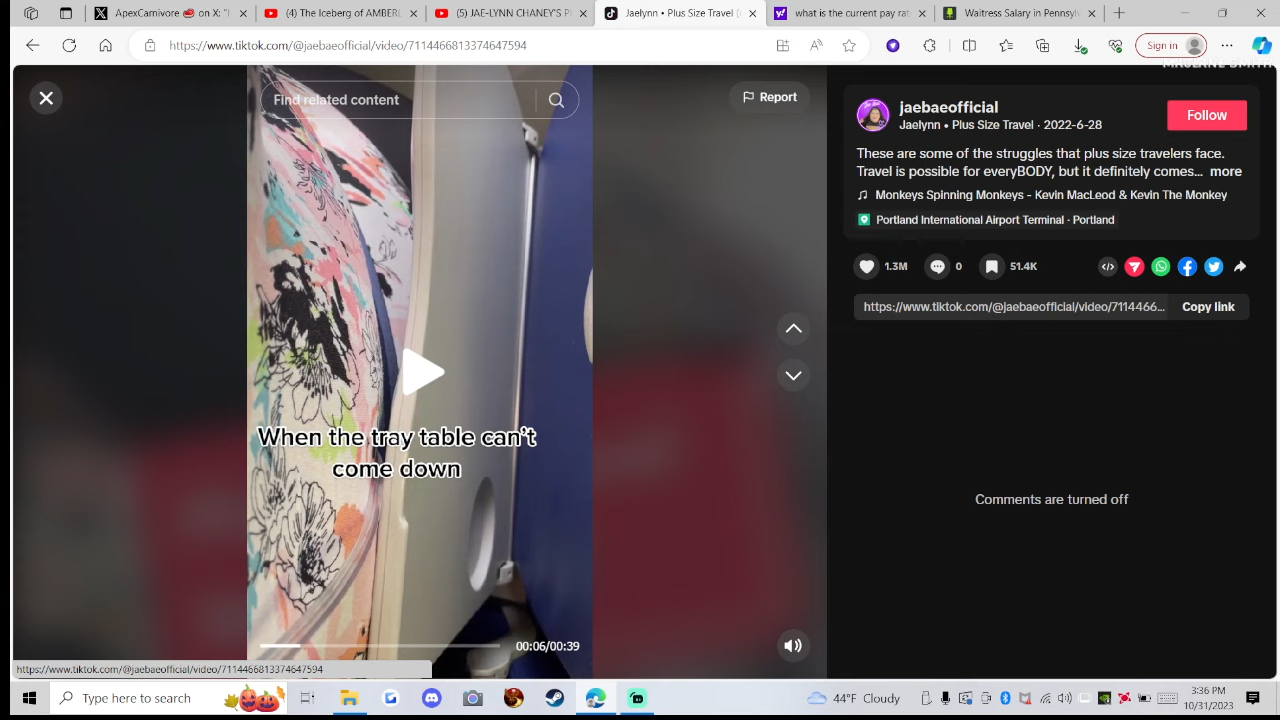 ApexCarnivore 🥩 on X: "I
(4) The Iceberg of AMBERL
(5) JAE-LYNN CHANEY'S PL
Jaelynn • Plus Size Travel (
what is the current pay rat
Waitress Salary in Pennsylv
https://www.tiktok.com/@jaebaeofficial/video/7114466813374647594
Sign in
Find related content
Report
jaebaeofficial
Jaelynn • Plus Size Travel · 2022-6-28
Follow
These are some of the struggles that plus size travelers face.
Travel is possible for everyBODY, but it definitely comes... more
Monkeys Spinning Monkeys - Kevin MacLeod & Kevin The Monkey
Portland International Airport Terminal · Portland
1.3M
0
51.4K
https://www.tiktok.com/@jaebaeofficial/video/7114466...
Copy link
When the tray table can't
come down
Comments are turned off
00:06/00:39
https://www.tiktok.com/@jaebaeofficial/video/7114466813374647594
Type here to search
44°F Cloudy
3:36 PM
10/31/2023